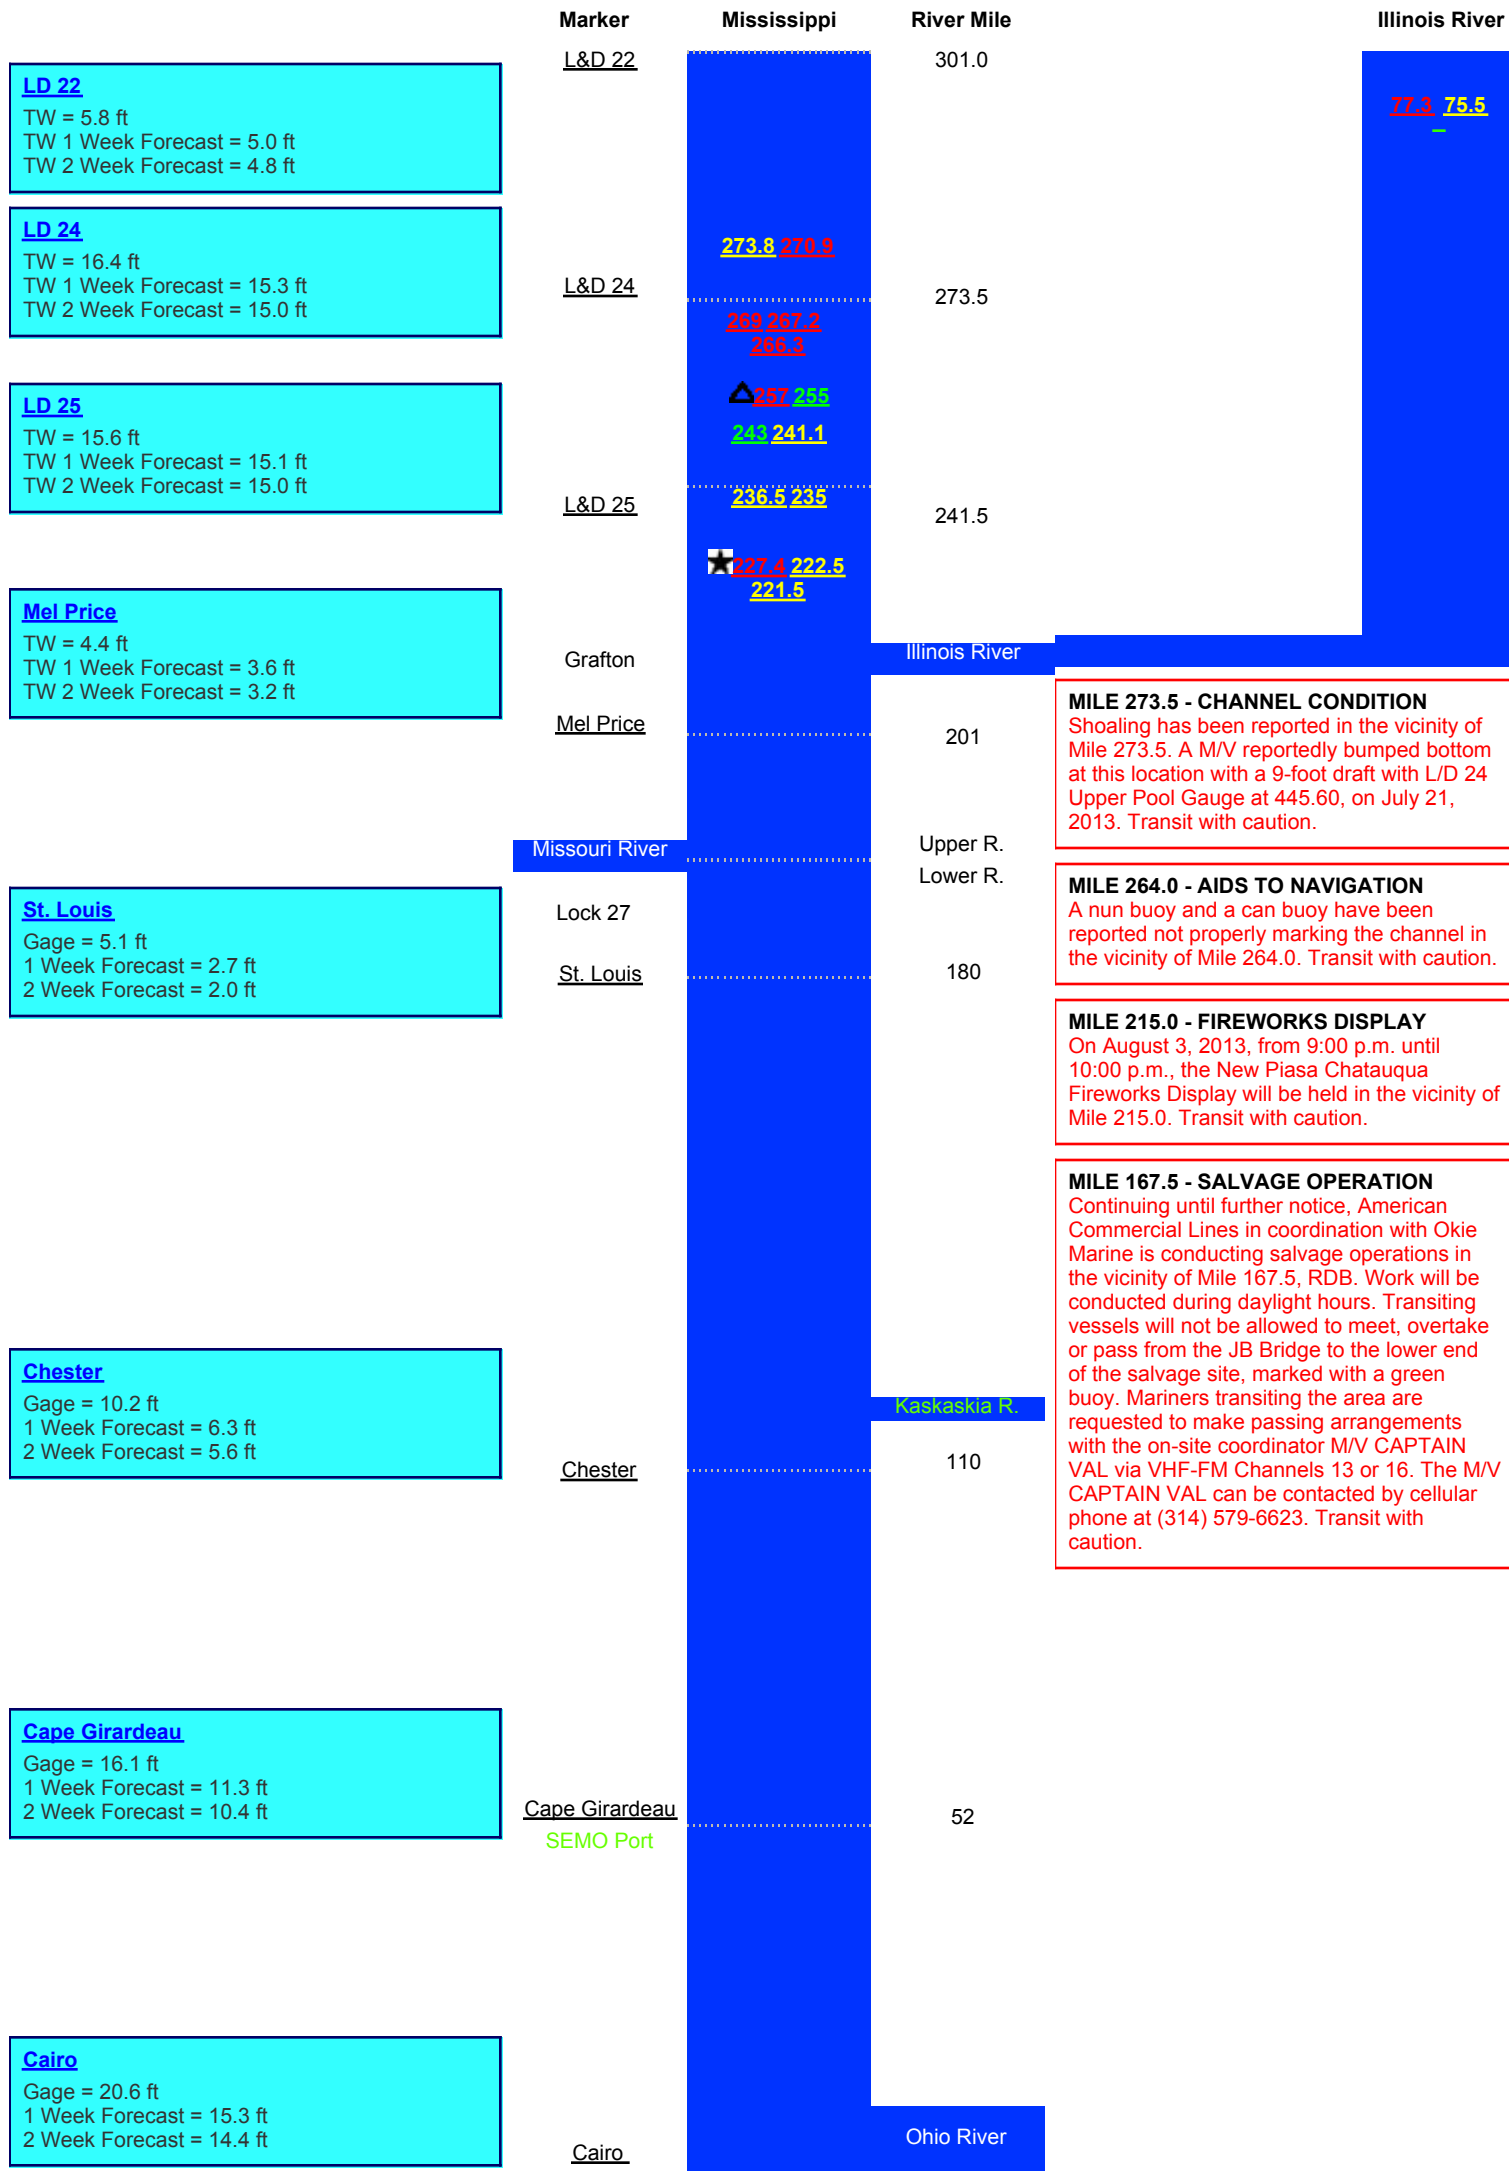 Marker Mississippi River Mile Illinois River
L&D 22 301.0
LD 22
TW = 5.8 ft
TW 1 Week Forecast = 5.0 ft
TW 2 Week Forecast = 4.8 ft
77.3 75.5
LD 24
TW = 16.4 ft
TW 1 Week Forecast = 15.3 ft
TW 2 Week Forecast = 15.0 ft
273.8 270.9
L&D 24 273.5
269 267.2
266.3
LD 25
TW = 15.6 ft
TW 1 Week Forecast = 15.1 ft
TW 2 Week Forecast = 15.0 ft
257 255
243 241.1
236.5 235
L&D 25 241.5
227.4 222.5
221.5
Mel Price
TW = 4.4 ft
TW 1 Week Forecast = 3.6 ft
TW 2 Week Forecast = 3.2 ft
Grafton Illinois River
Mel Price 201
MILE 273.5 - CHANNEL CONDITION
Shoaling has been reported in the vicinity of
Mile 273.5. A M/V reportedly bumped bottom
at this location with a 9-foot draft with L/D 24
Upper Pool Gauge at 445.60, on July 21,
2013. Transit with caution.
Missouri River
Upper R.
Lower R.
MILE 264.0 - AIDS TO NAVIGATION
A nun buoy and a can buoy have been
reported not properly marking the channel in
the vicinity of Mile 264.0. Transit with caution.
St. Louis
Gage = 5.1 ft
1 Week Forecast = 2.7 ft
2 Week Forecast = 2.0 ft
Lock 27
St. Louis 180
MILE 215.0 - FIREWORKS DISPLAY
On August 3, 2013, from 9:00 p.m. until
10:00 p.m., the New Piasa Chatauqua
Fireworks Display will be held in the vicinity of
Mile 215.0. Transit with caution.
MILE 167.5 - SALVAGE OPERATION
Continuing until further notice, American
Commercial Lines in coordination with Okie
Marine is conducting salvage operations in
the vicinity of Mile 167.5, RDB. Work will be
conducted during daylight hours. Transiting
vessels will not be allowed to meet, overtake
or pass from the JB Bridge to the lower end
of the salvage site, marked with a green
buoy. Mariners transiting the area are
requested to make passing arrangements
with the on-site coordinator M/V CAPTAIN
VAL via VHF-FM Channels 13 or 16. The M/V
CAPTAIN VAL can be contacted by cellular
phone at (314) 579-6623. Transit with
caution.
Chester
Gage = 10.2 ft
1 Week Forecast = 6.3 ft
2 Week Forecast = 5.6 ft
Kaskaskia R.
Chester 110
Cape Girardeau
Gage = 16.1 ft
1 Week Forecast = 11.3 ft
2 Week Forecast = 10.4 ft
Cape Girardeau 52
SEMO Port
Cairo
Gage = 20.6 ft
1 Week Forecast = 15.3 ft
2 Week Forecast = 14.4 ft
Cairo Ohio River